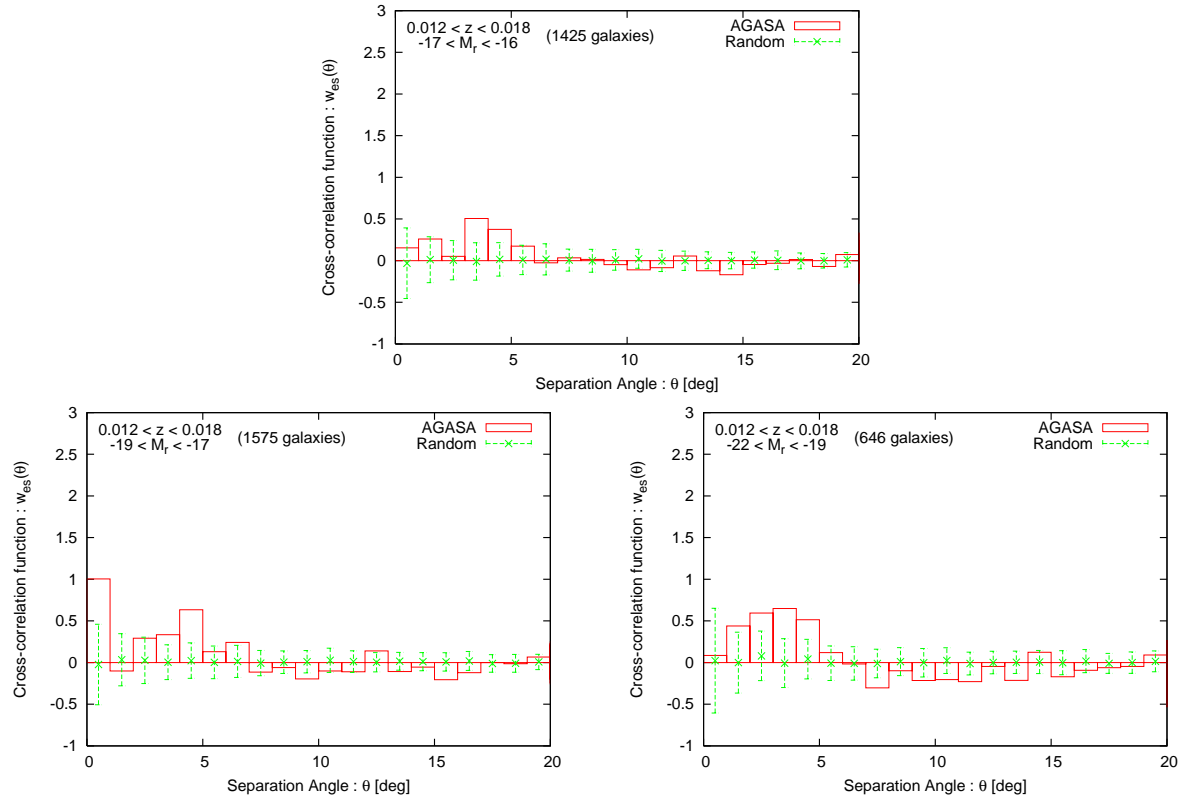 0.012 < z < 0.018
-17 < M_r < -16
(1425 galaxies)
AGASA
Random
Cross-correlation function : w_es(θ)
3
2.5
2
1.5
1
0.5
0
-0.5
-1
0
5
10
15
20
Separation Angle : θ [deg]
0.012 < z < 0.018
-19 < M_r < -17
(1575 galaxies)
AGASA
Random
Cross-correlation function : w_es(θ)
3
2.5
2
1.5
1
0.5
0
-0.5
-1
0
5
10
15
20
Separation Angle : θ [deg]
0.012 < z < 0.018
-22 < M_r < -19
(646 galaxies)
AGASA
Random
Cross-correlation function : w_es(θ)
3
2.5
2
1.5
1
0.5
0
-0.5
-1
0
5
10
15
20
Separation Angle : θ [deg]